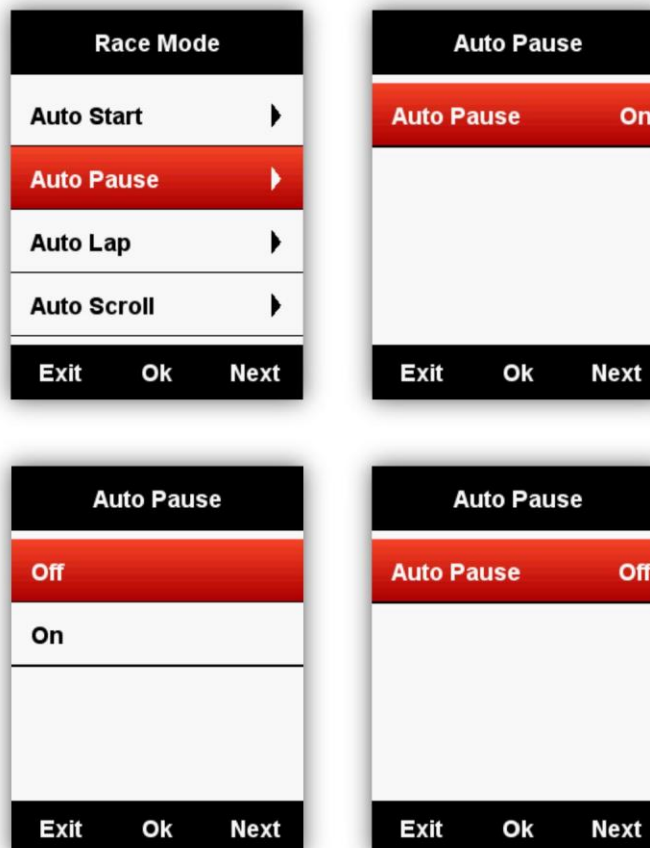 Race Mode
Auto Start
Auto Pause
Auto Lap
Auto Scroll
Exit Ok Next
Auto Pause
Auto Pause On
Exit Ok Next
Auto Pause
Off
On
Exit Ok Next
Auto Pause
Auto Pause Off
Exit Ok Next